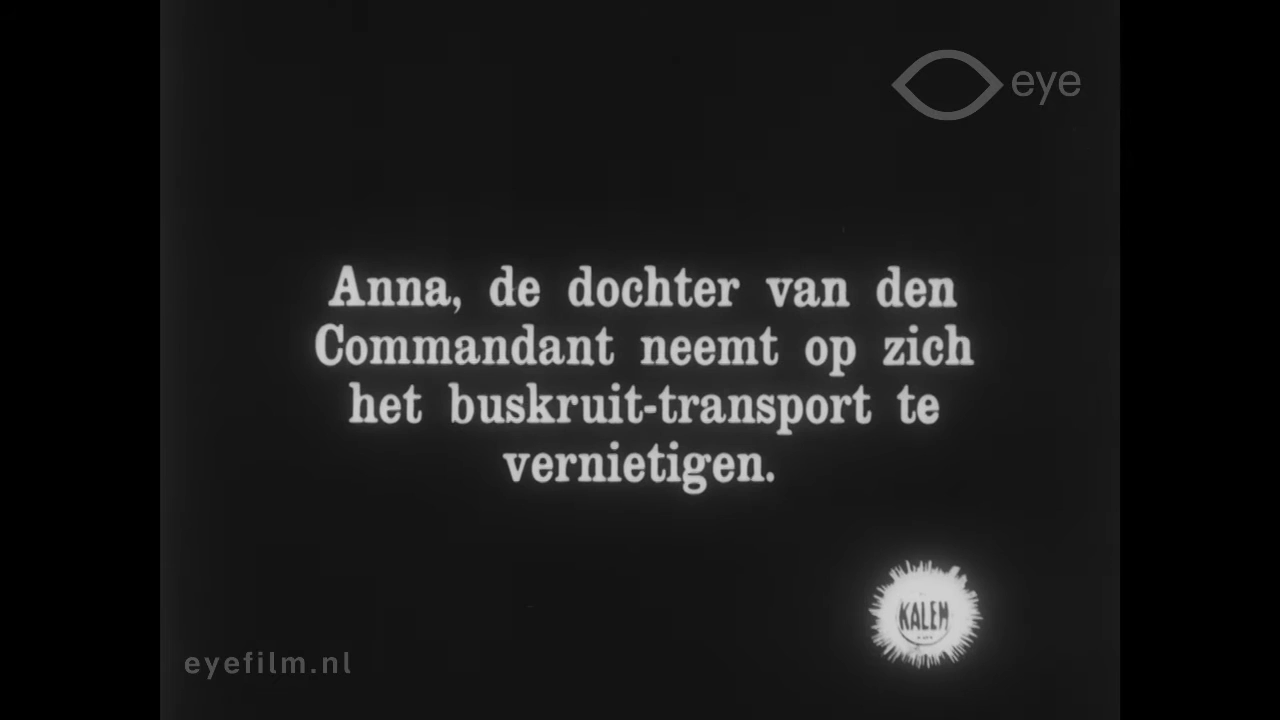 eye
Anna, de dochter van den
Commandant neemt op zich
het buskruit-transport te
vernietigen.
KALEM
eyefilm.nl